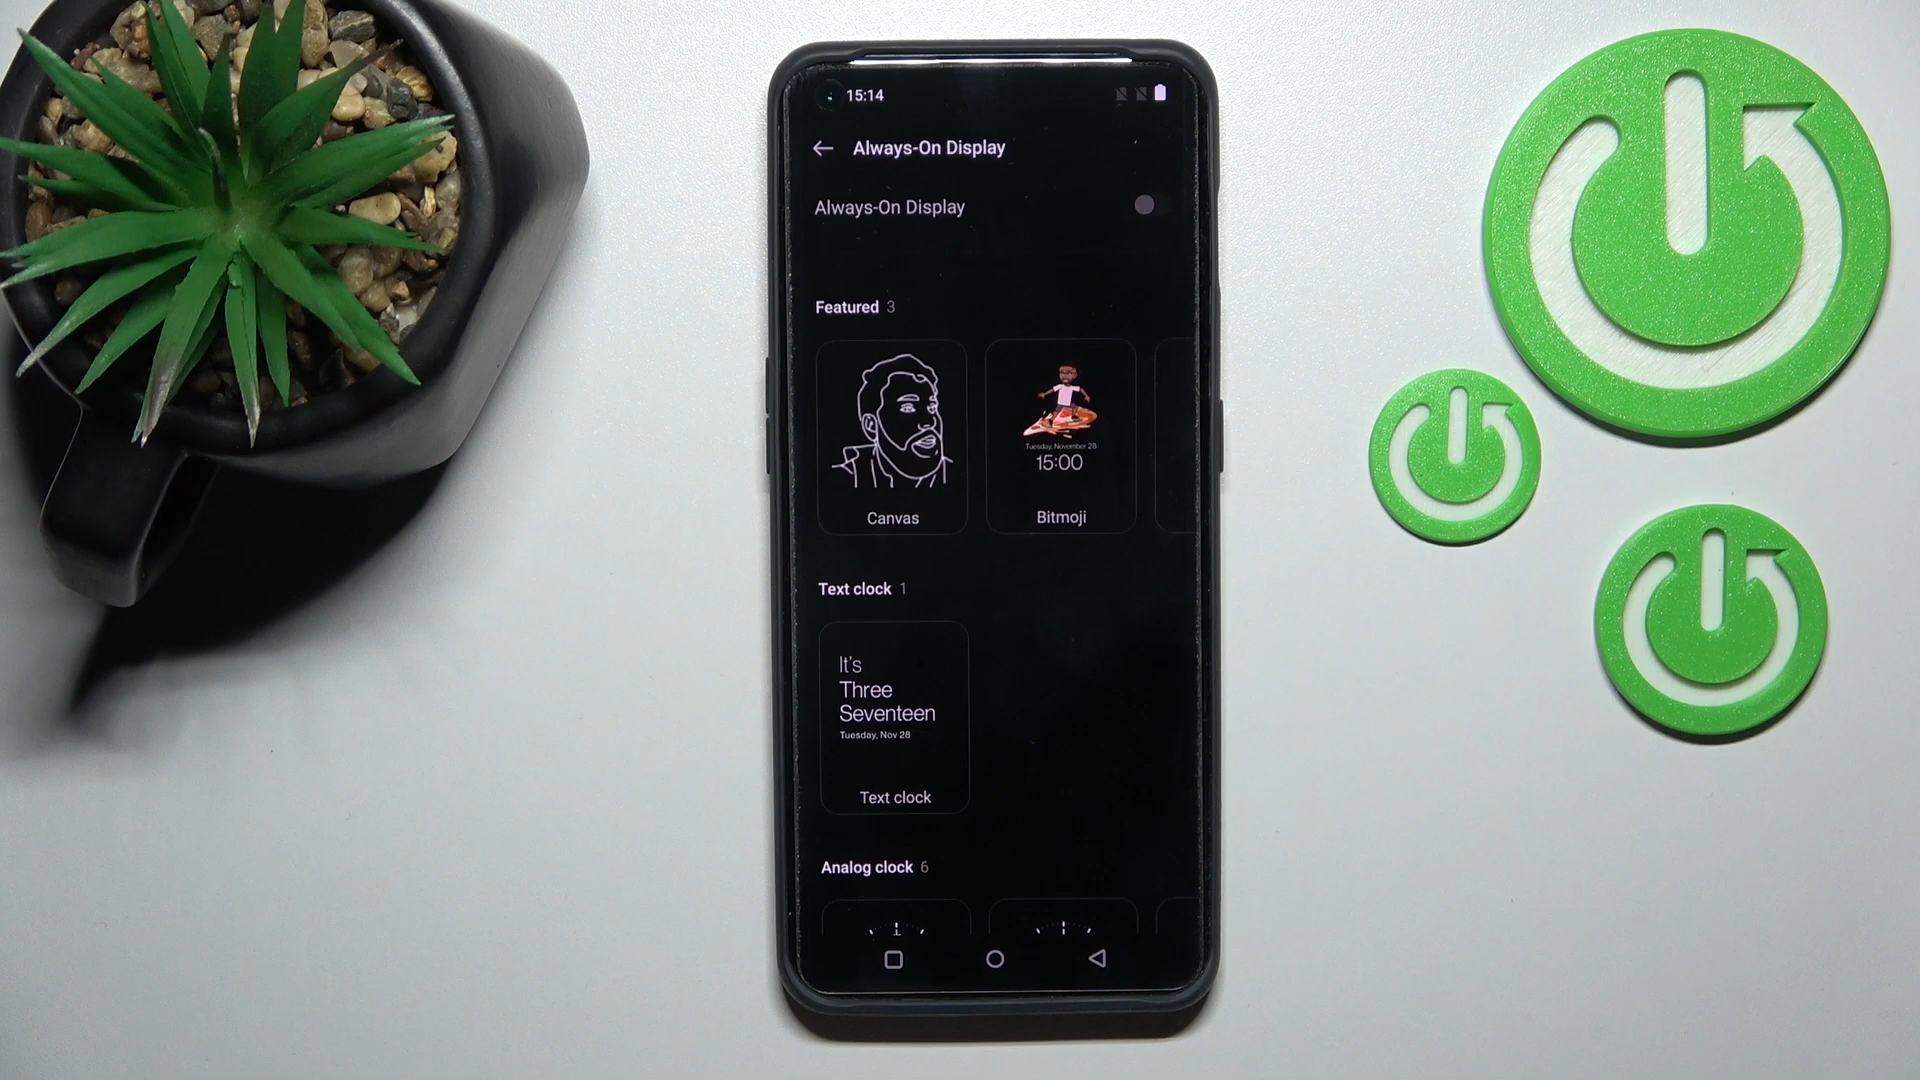 15:14
Always-On Display
Always-On Display
Featured 3
Tuesday, November 28
15:00
Canvas
Bitmoji
Text clock 1
It's
Three
Seventeen
Tuesday, Nov 28
Text clock
Analog clock 6